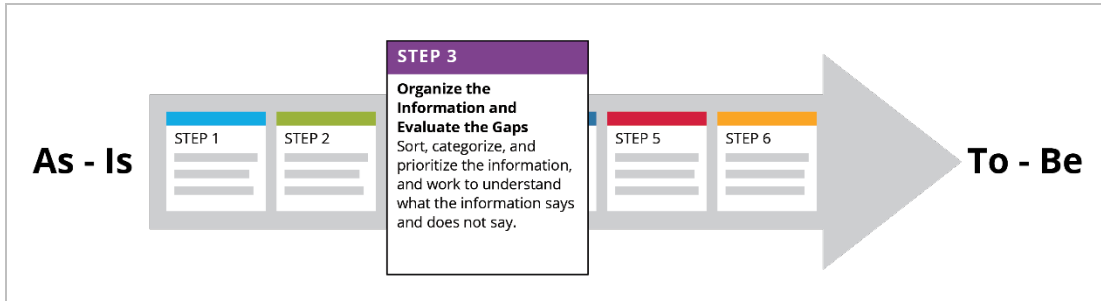 As - Is
STEP 1
STEP 2
STEP 3
Organize the
Information and
Evaluate the Gaps
Sort, categorize, and
prioritize the information,
and work to understand
what the information says
and does not say.
STEP 5
STEP 6
To - Be